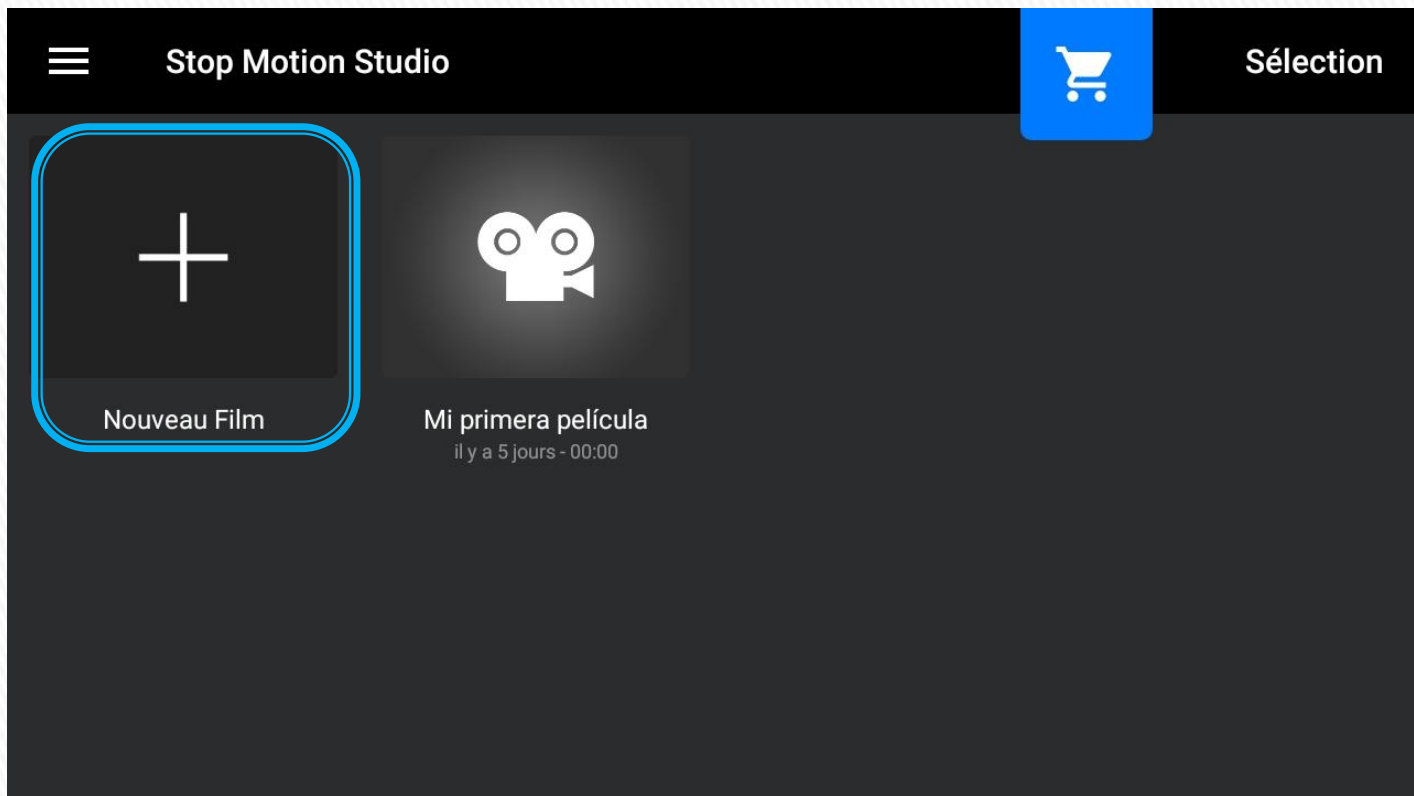 Stop Motion Studio
Sélection
Nouveau Film
Mi primera película
il y a 5 jours - 00:00